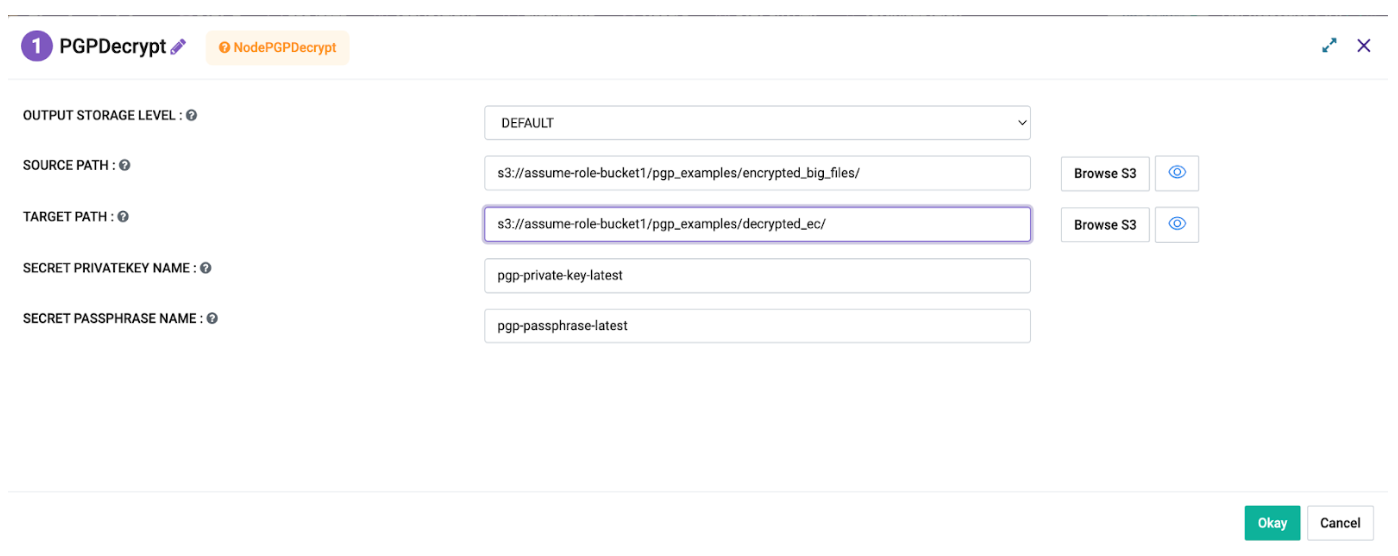 1 PGPDecrypt NodePGPDecrypt
OUTPUT STORAGE LEVEL : DEFAULT
SOURCE PATH : s3://assume-role-bucket1/pgp_examples/encrypted_big_files/ Browse S3
TARGET PATH : s3://assume-role-bucket1/pgp_examples/decrypted_ec/ Browse S3
SECRET PRIVATEKEY NAME : pgp-private-key-latest
SECRET PASSPHRASE NAME : pgp-passphrase-latest
Okay Cancel